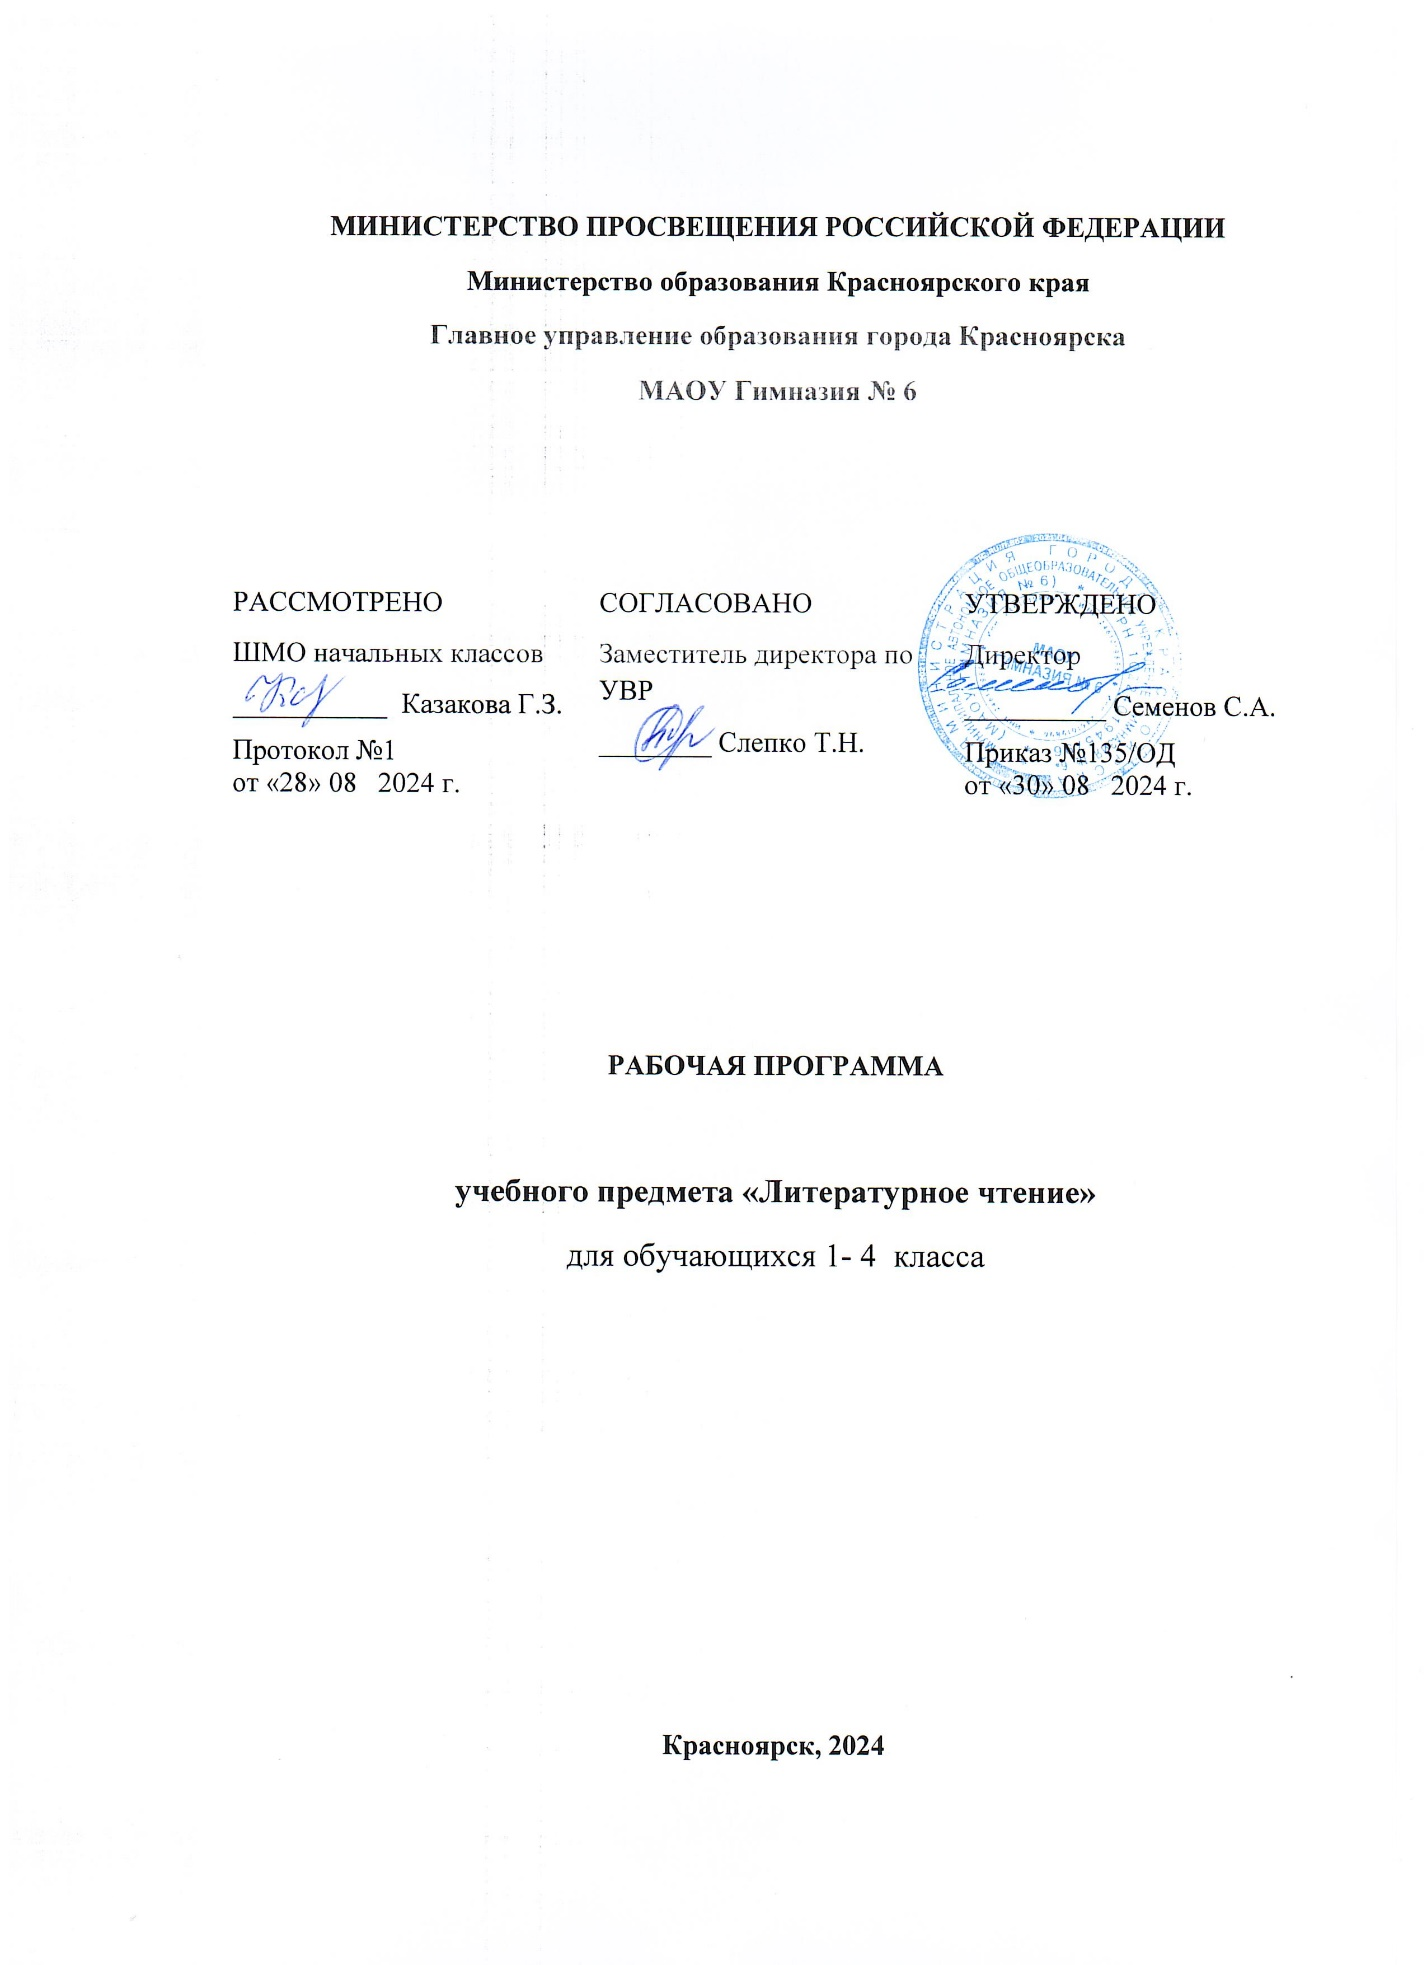 МИНИСТЕРСТВО ПРОСВЕЩЕНИЯ РОССИЙСКОЙ ФЕДЕРАЦИИ
Министерство образования Красноярского края
Главное управление образования города Красноярска
МАОУ Гимназия № 6
РАССМОТРЕНО
ШМО начальных классов
____________ Казакова Г.З.
Протокол №1
от «28» 08 2024 г.
СОГЛАСОВАНО
Заместитель директора по
УВР
_________ Слепко Т.Н.
УТВЕРЖДЕНО
Директор
___________ Семенов С.А.
Приказ №135/ОД
от «30» 08 2024 г.
РАБОЧАЯ ПРОГРАММА
учебного предмета «Литературное чтение»
для обучающихся 1- 4 класса
Красноярск, 2024